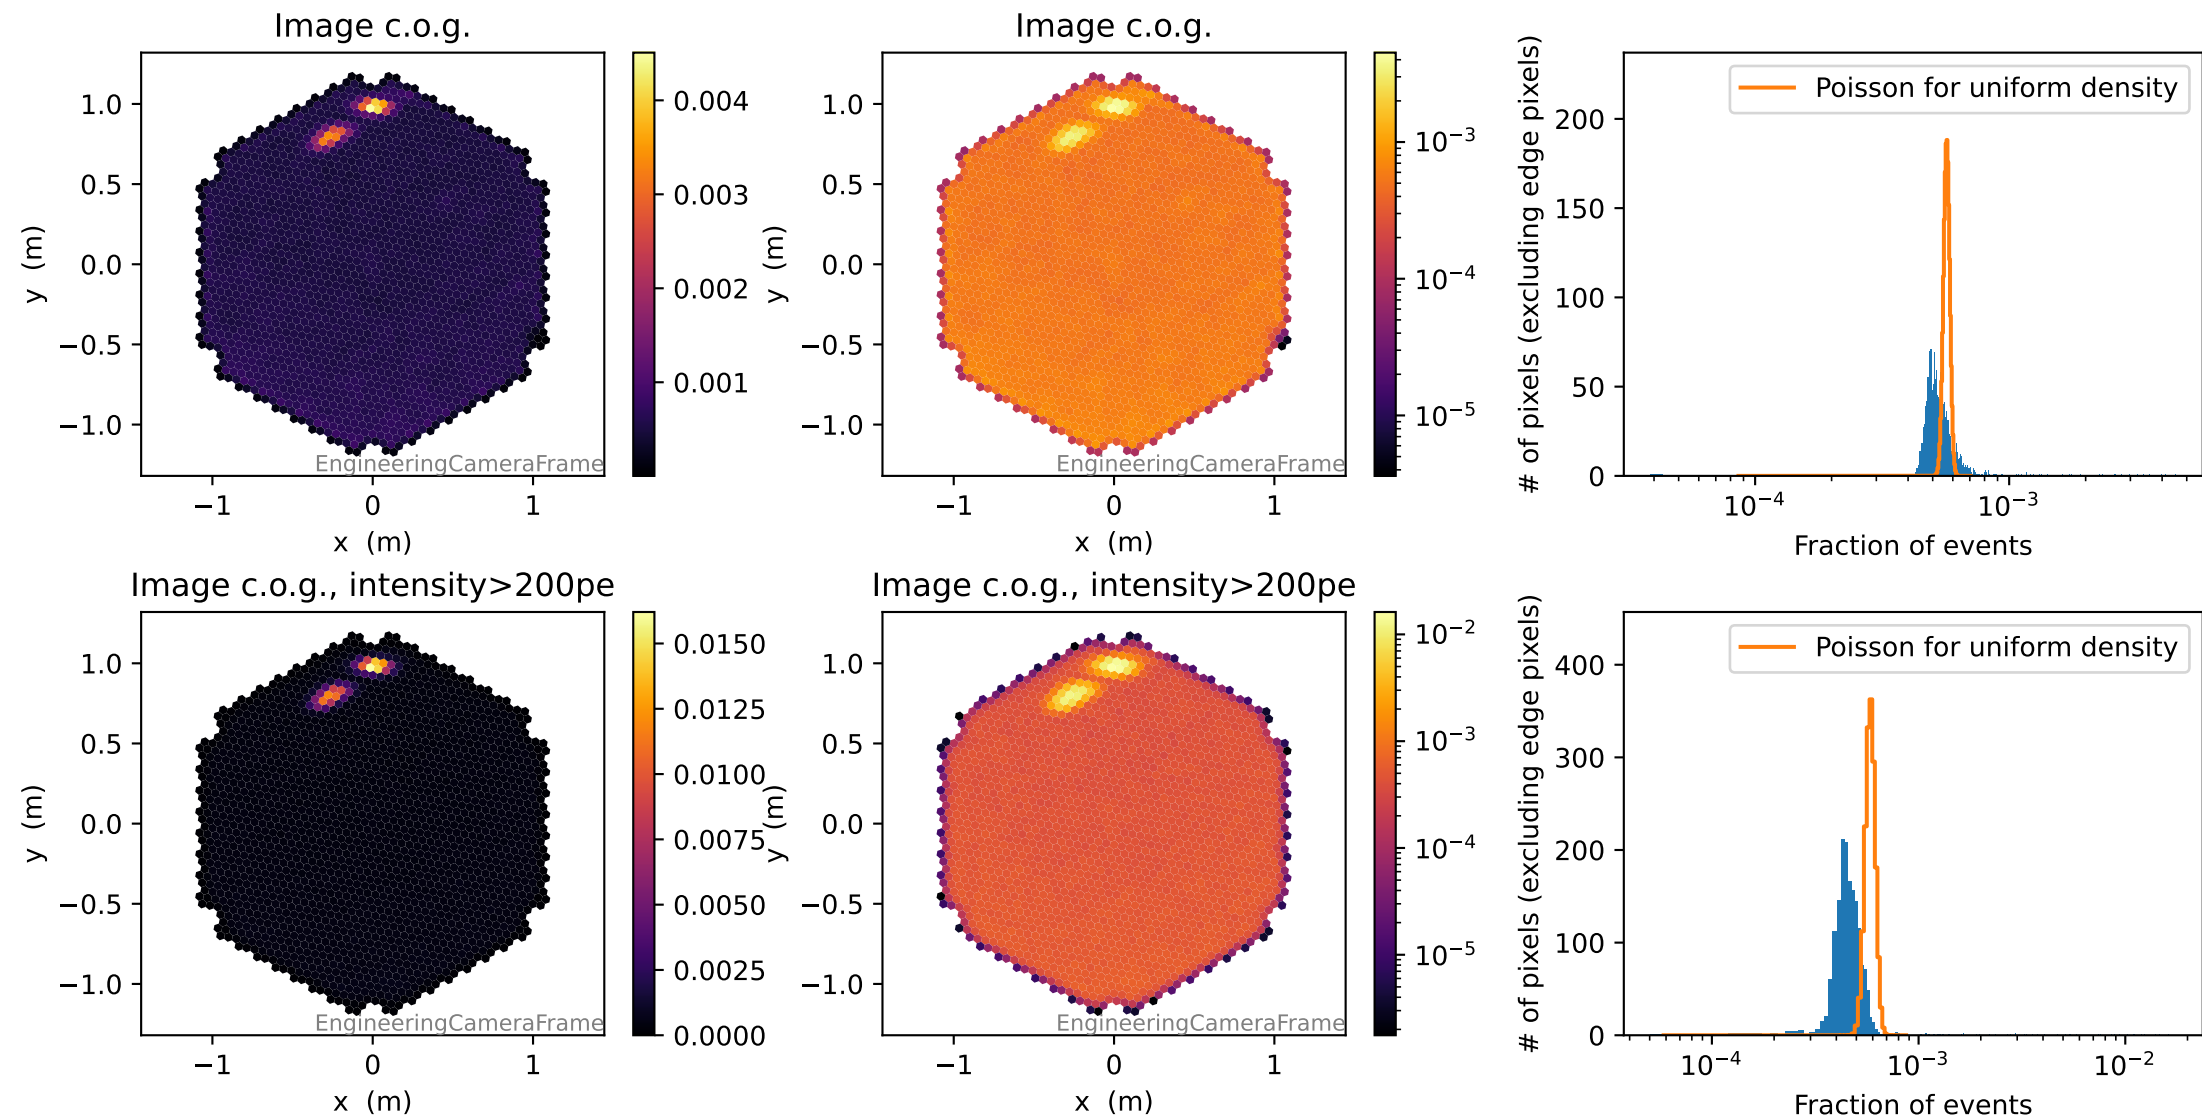 Image c.o.g.
y (m)
1.0
0.5
0.0
−0.5
−1.0
−1
0
1
x (m)
EngineeringCameraFrame
0.004
0.003
0.002
0.001
Image c.o.g.
y (m)
1.0
0.5
0.0
−0.5
−1.0
−1
0
1
x (m)
EngineeringCameraFrame
10−3
10−4
10−5
# of pixels (excluding edge pixels)
Poisson for uniform density
200
150
100
50
0
10−4
10−3
Fraction of events
Image c.o.g., intensity>200pe
y (m)
1.0
0.5
0.0
−0.5
−1.0
−1
0
1
x (m)
EngineeringCameraFrame
0.0150
0.0125
0.0100
0.0075
0.0050
0.0025
0.0000
Image c.o.g., intensity>200pe
y (m)
1.0
0.5
0.0
−0.5
−1.0
−1
0
1
x (m)
EngineeringCameraFrame
10−2
10−3
10−4
10−5
# of pixels (excluding edge pixels)
Poisson for uniform density
400
300
200
100
0
10−4
10−3
10−2
Fraction of events